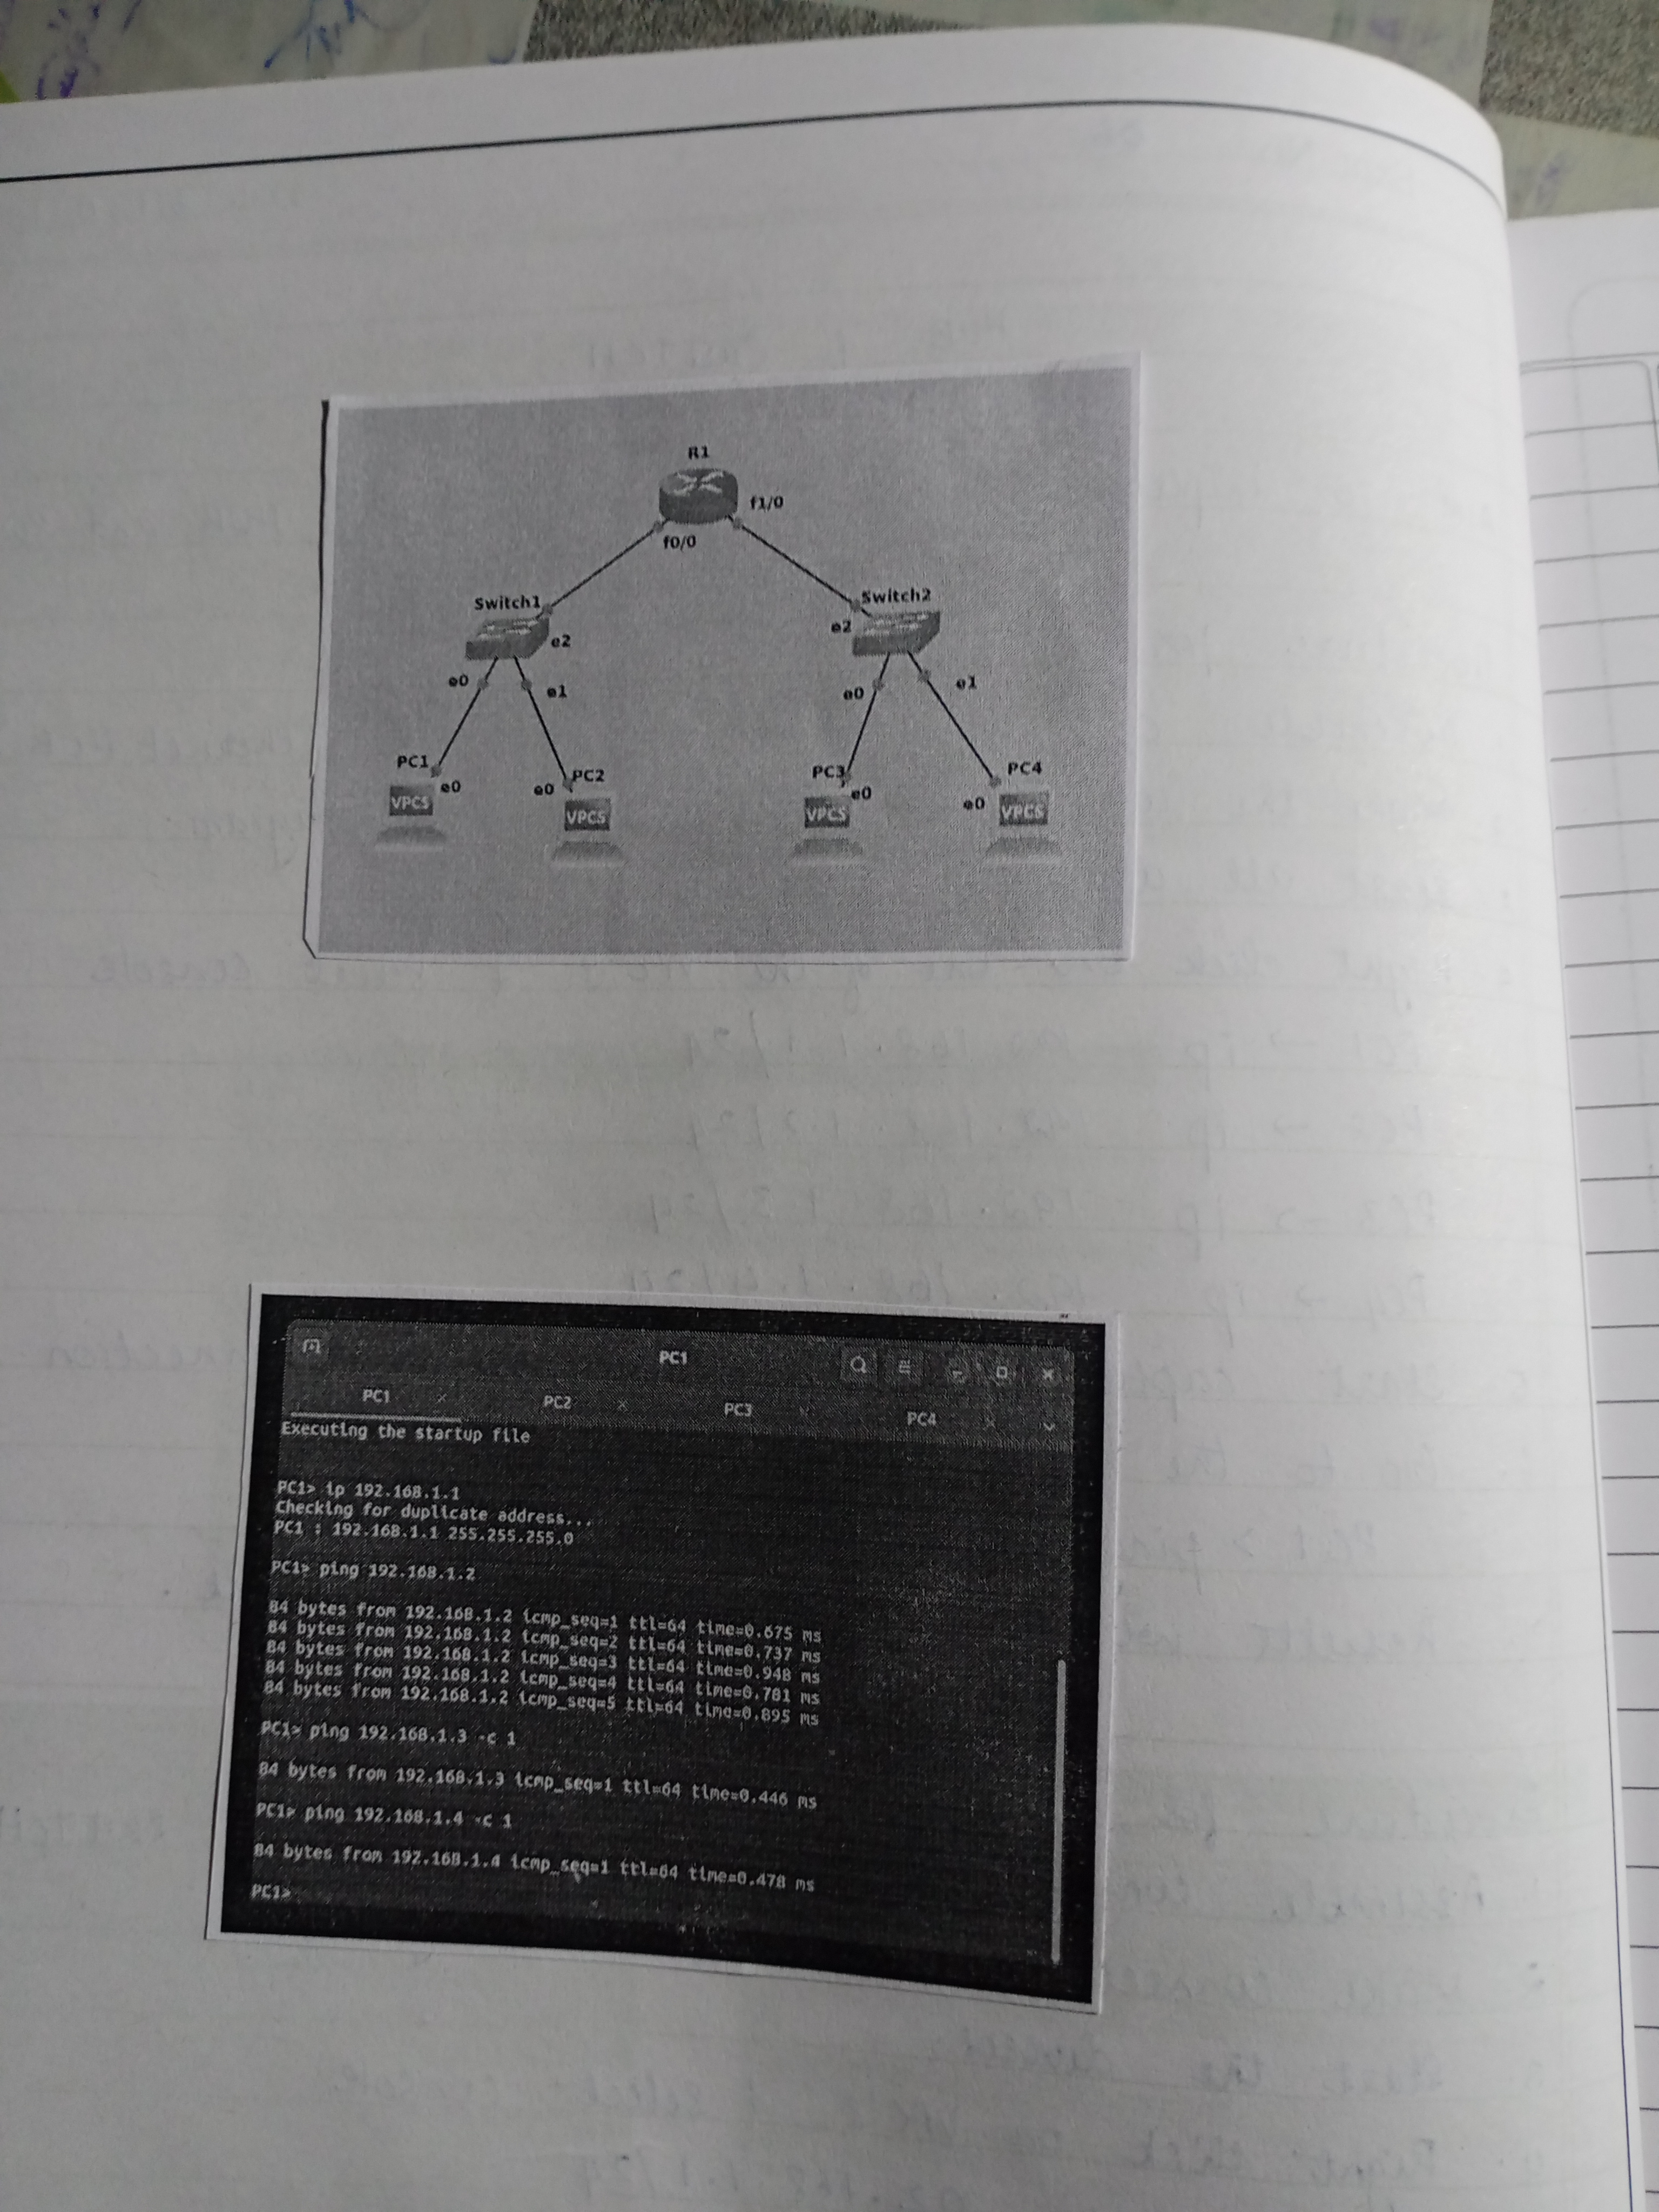 R1
f1/0
f0/0
Switch1
Switch2
e2
e2
e0
e1
e0
e1
PC1
e0
e0
PC2
PC3
e0
e0
PC4
VPCS
VPCS
VPCS
VPCS
PC1
PC1 PC2 PC3 PC4
Executing the startup file
PC1> ip 192.168.1.1
Checking for duplicate address...
PC1 : 192.168.1.1 255.255.255.0
PC1> ping 192.168.1.2
84 bytes from 192.168.1.2 icmp_seq=1 ttl=64 time=0.675 ms
84 bytes from 192.168.1.2 icmp_seq=2 ttl=64 time=0.737 ms
84 bytes from 192.168.1.2 icmp_seq=3 ttl=64 time=0.948 ms
84 bytes from 192.168.1.2 icmp_seq=4 ttl=64 time=0.781 ms
84 bytes from 192.168.1.2 icmp_seq=5 ttl=64 time=0.895 ms
PC1> ping 192.168.1.3 -c 1
84 bytes from 192.168.1.3 icmp_seq=1 ttl=64 time=0.446 ms
PC1> ping 192.168.1.4 -c 1
84 bytes from 192.168.1.4 icmp_seq=1 ttl=64 time=0.478 ms
PC1>